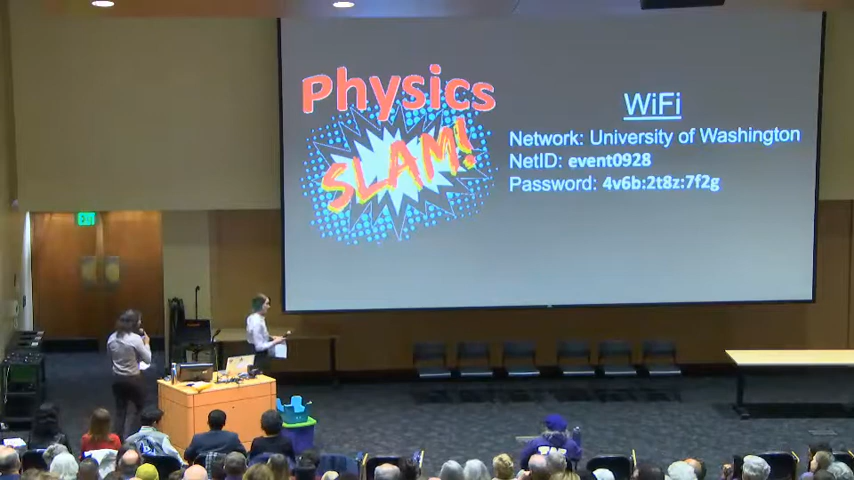 Physics
SLAM!
WiFi
Network: University of Washington
NetID: event0928
Password: 4v6b:2t8z:7f2g
EXIT